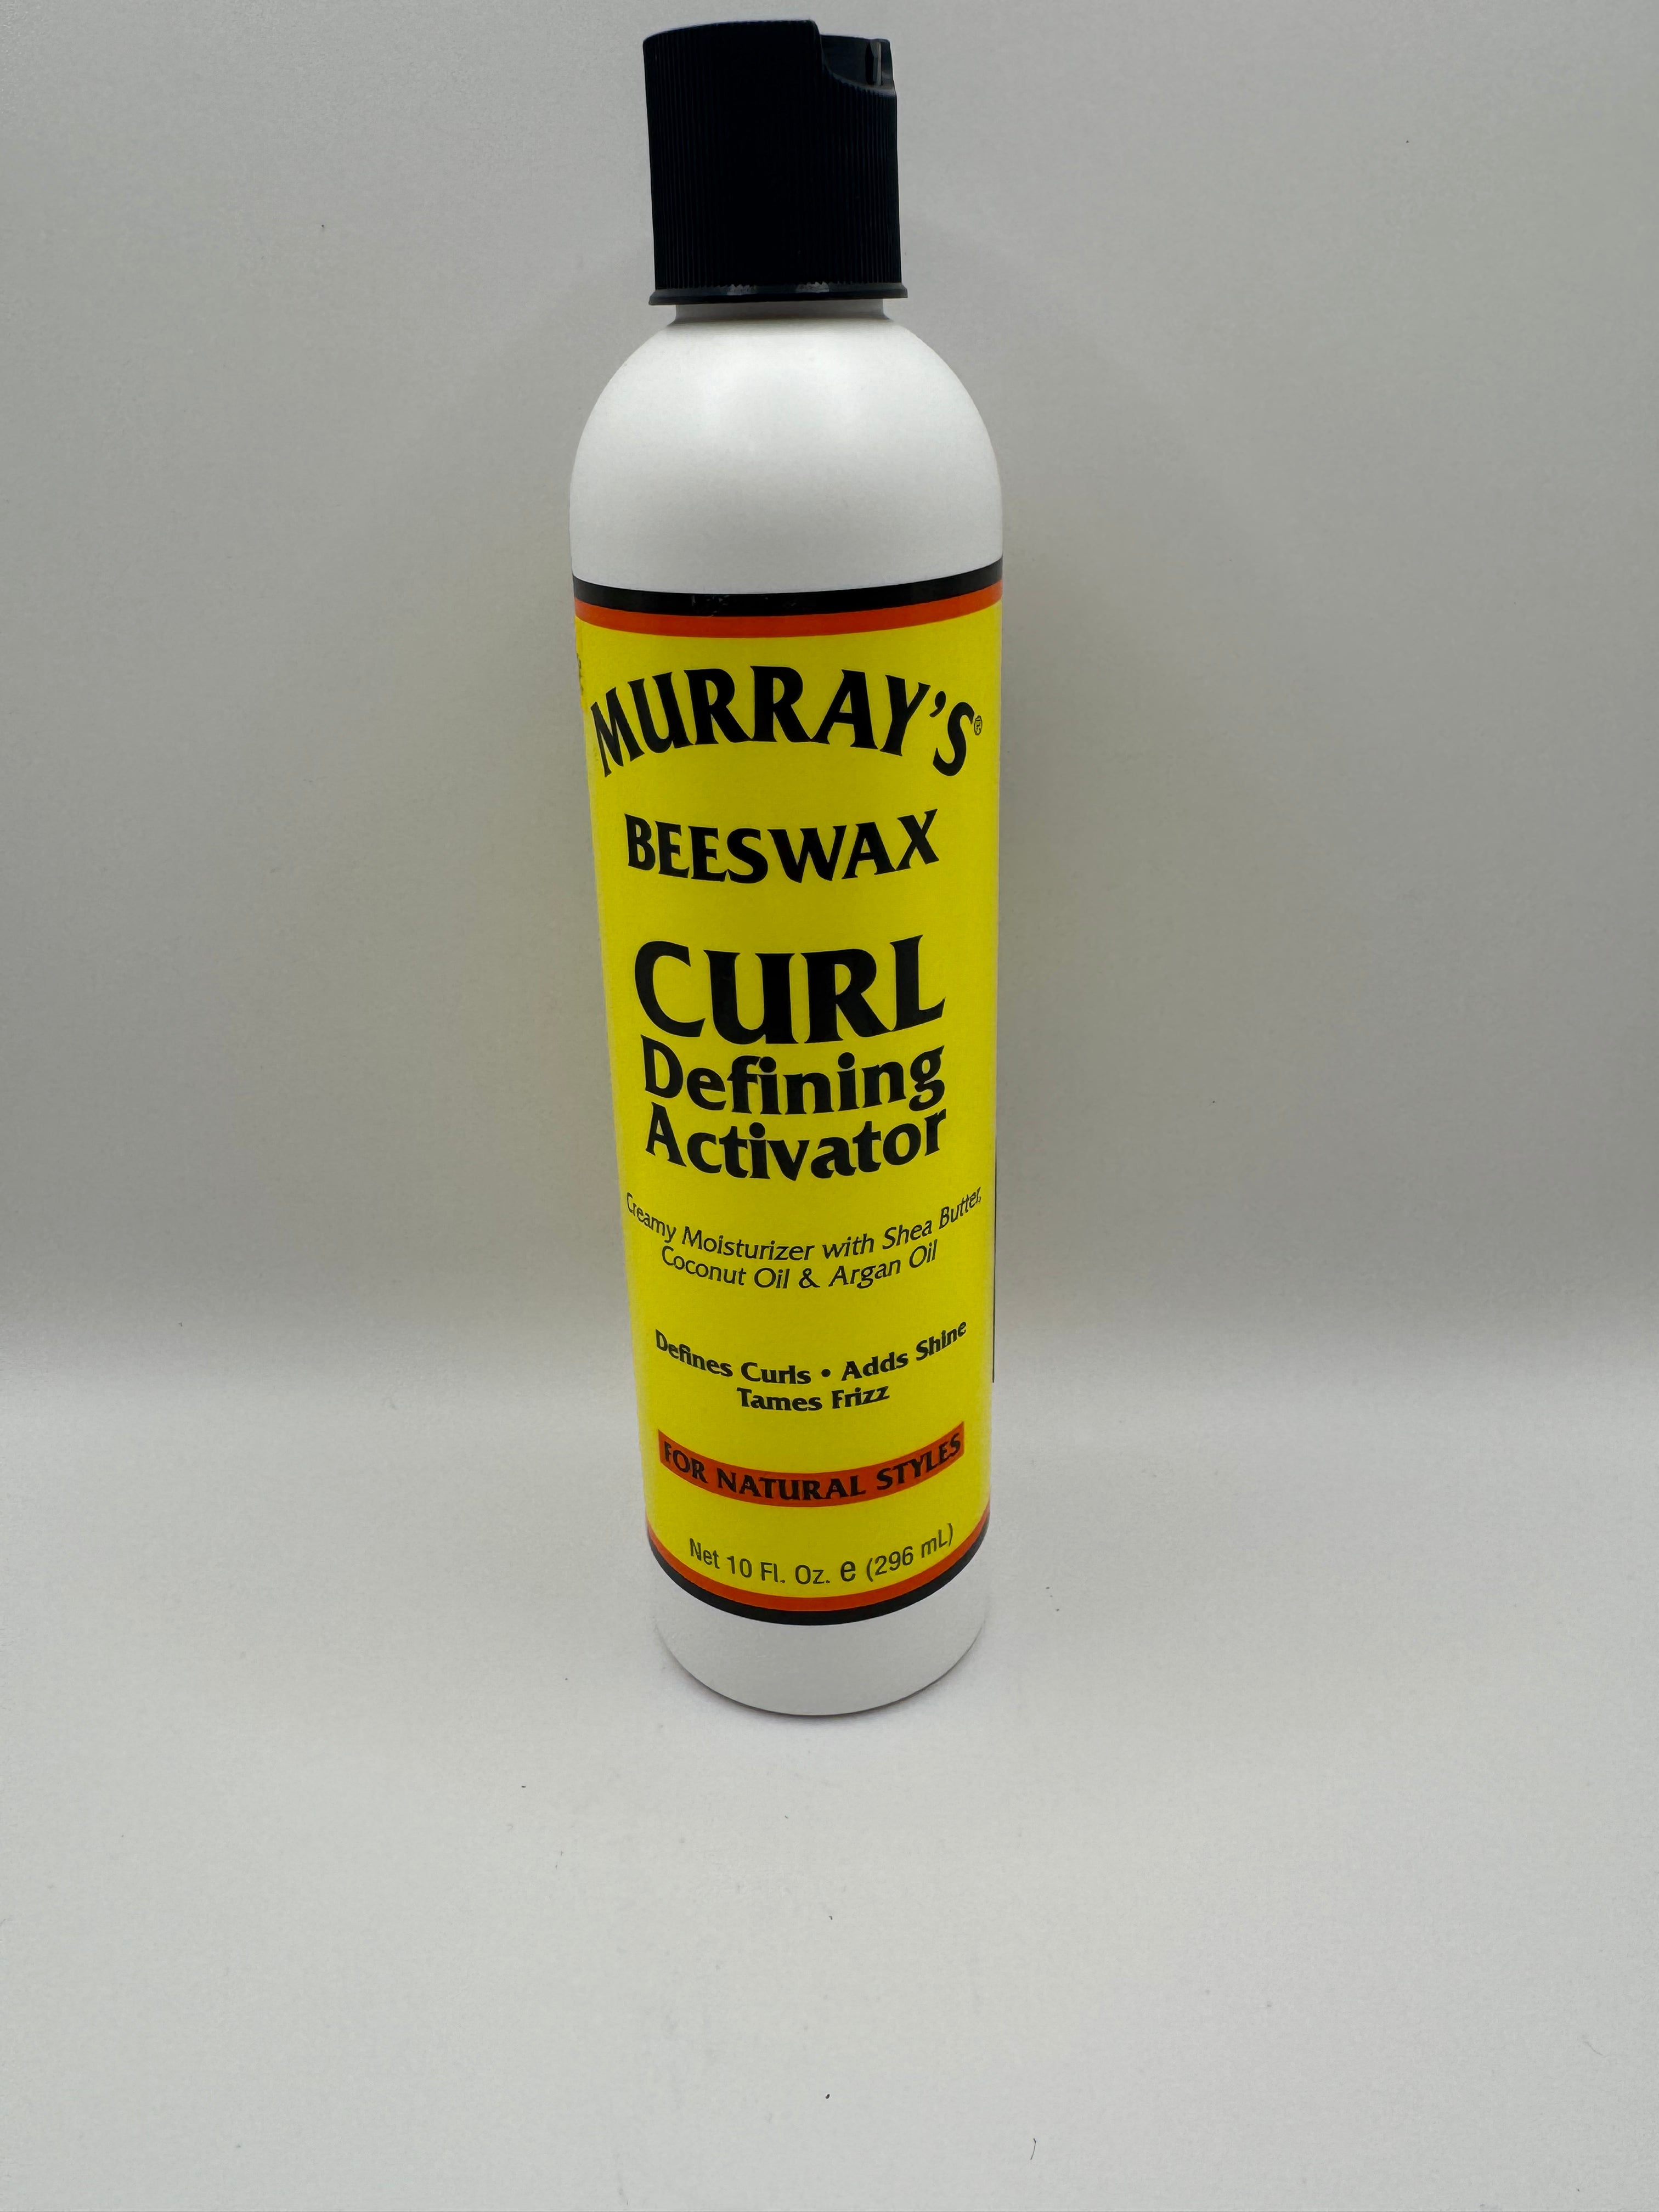 MURRAY'S®
BEESWAX
CURL
Defining
Activator
Creamy Moisturizer with Shea Butter,
Coconut Oil & Argan Oil
Defines Curls • Adds Shine
Tames Frizz
FOR NATURAL STYLES
Net 10 Fl. Oz. e (296 mL)